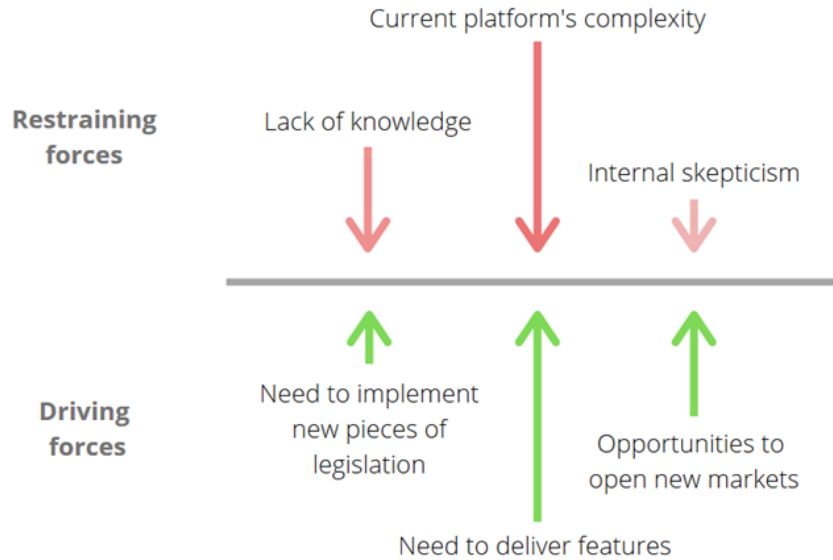 Current platform's complexity
Restraining
forces
Lack of knowledge
Internal skepticism
Driving
forces
Need to implement
new pieces of
legislation
Opportunities to
open new markets
Need to deliver features